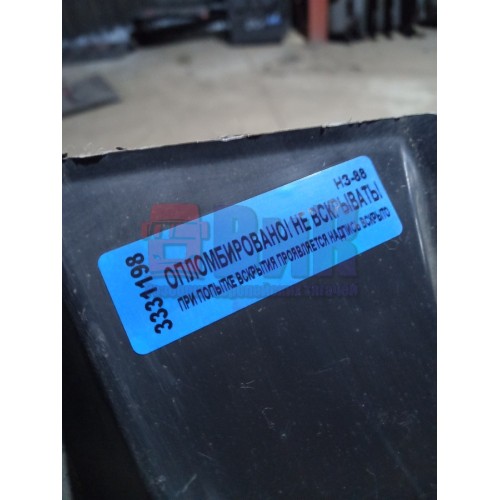 НЗ-88
ОПЛОМБИРОВАНО! НЕ ВСКРЫВАТЬ!
ПРИ ПОПЫТКЕ ВСКРЫТИЯ ПРОЯВЛЯЕТСЯ НАДПИСЬ ВСКРЫТО
3331198